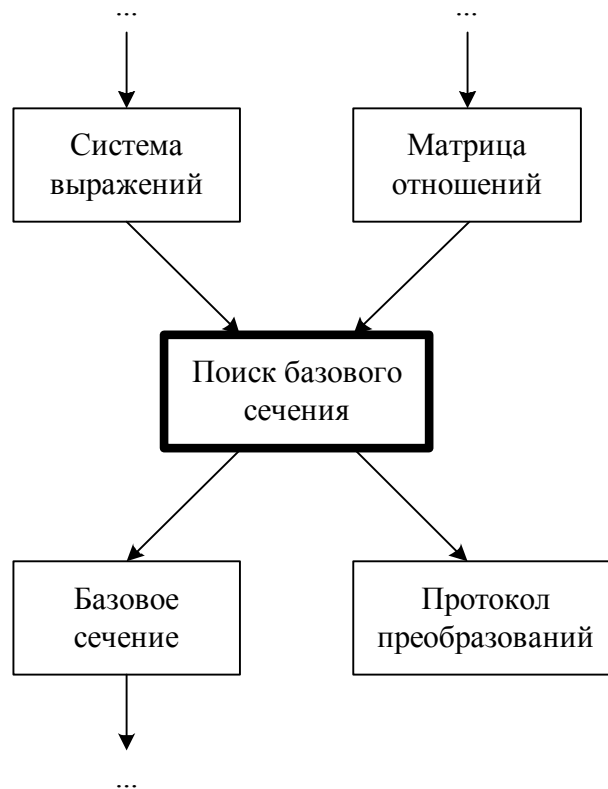 ... ...
Система
выражений
Матрица
отношений
Поиск базового
сечения
Базовое
сечение
Протокол
преобразований
...